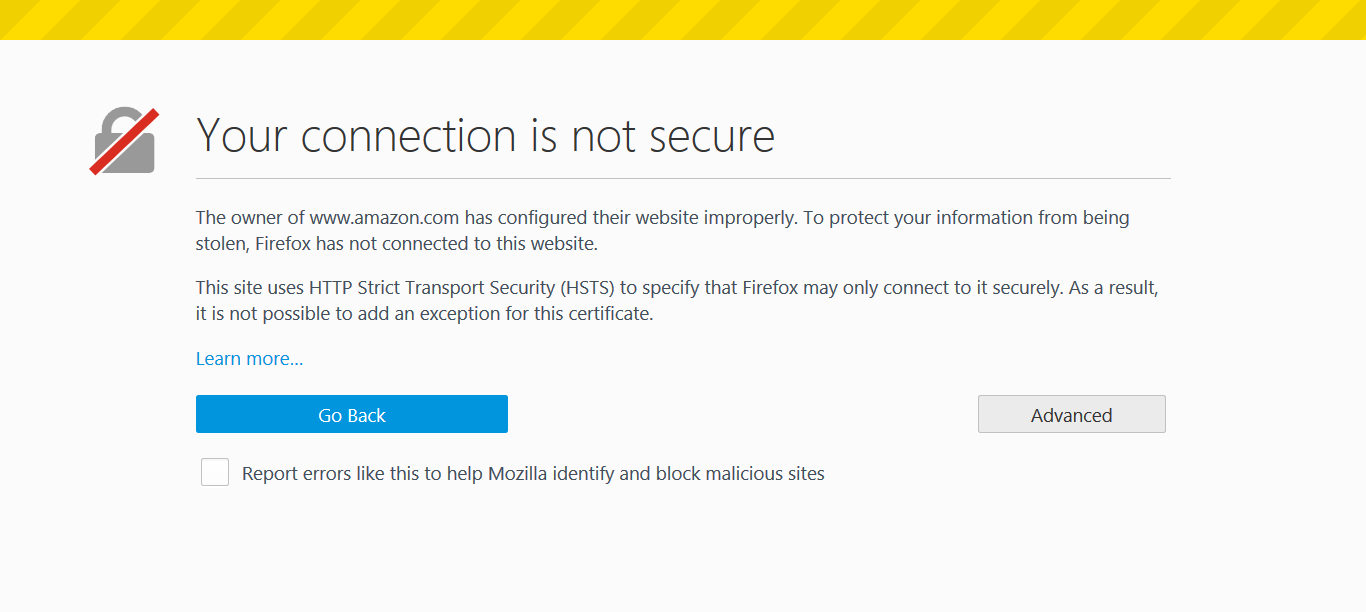 Your connection is not secure
The owner of www.amazon.com has configured their website improperly. To protect your information from being
stolen, Firefox has not connected to this website.
This site uses HTTP Strict Transport Security (HSTS) to specify that Firefox may only connect to it securely. As a result,
it is not possible to add an exception for this certificate.
Learn more...
Go Back
Advanced
Report errors like this to help Mozilla identify and block malicious sites